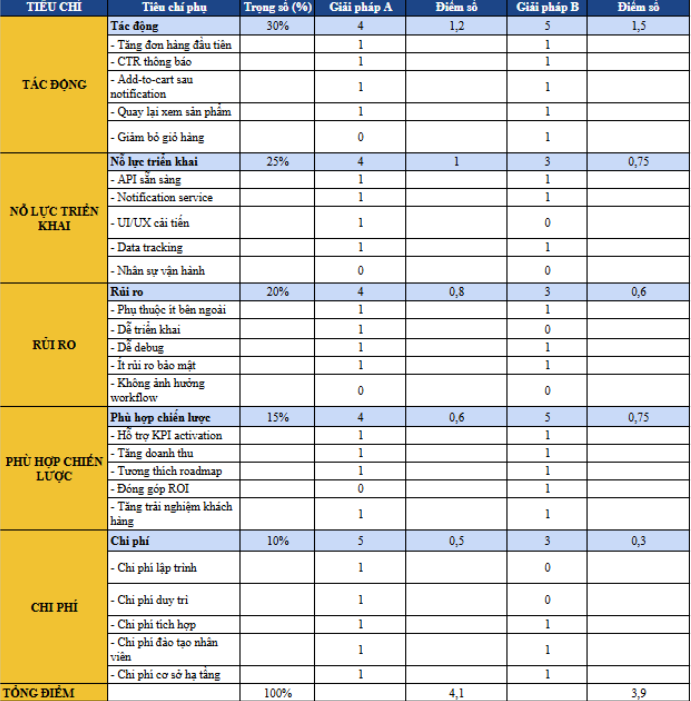 TIÊU CHÍ Tiêu chí phụ Trọng số (%) Giải pháp A Điểm số Giải pháp B Điểm số
TÁC ĐỘNG
Tác động 30% 4 1,2 5 1,5
- Tăng đơn hàng đầu tiên 1 1
- CTR thông báo 1 1
- Add-to-cart sau
notification 1 1
- Quay lại xem sản phẩm 1 1
- Giảm bỏ giỏ hàng 0 1
NỖ LỰC TRIỂN
KHAI
Nỗ lực triển khai 25% 4 1 3 0,75
- API sẵn sàng 1 1
- Notification service 1 1
- UI/UX cải tiến 1 0
- Data tracking 1 1
- Nhân sự vận hành 0 0
RỦI RO
Rủi ro 20% 4 0,8 3 0,6
- Phụ thuộc ít bên ngoài 1 1
- Dễ triển khai 1 0
- Dễ debug 1 1
- Ít rủi ro bảo mật 1 1
- Không ảnh hưởng
workflow 0 0
PHÙ HỢP CHIẾN
LƯỢC
Phù hợp chiến lược 15% 4 0,6 5 0,75
- Hỗ trợ KPI activation 1 1
- Tăng doanh thu 1 1
- Tương thích roadmap 1 1
- Đóng góp ROI 0 1
- Tăng trải nghiệm khách
hàng 1 1
CHI PHÍ
Chi phí 10% 5 0,5 3 0,3
- Chi phí lập trình 1 0
- Chi phí duy trì 1 0
- Chi phí tích hợp 1 1
- Chi phí đào tạo nhân
viên 1 1
- Chi phí cơ sở hạ tầng 1 1
TỔNG ĐIỂM 100% 4,1 3,9